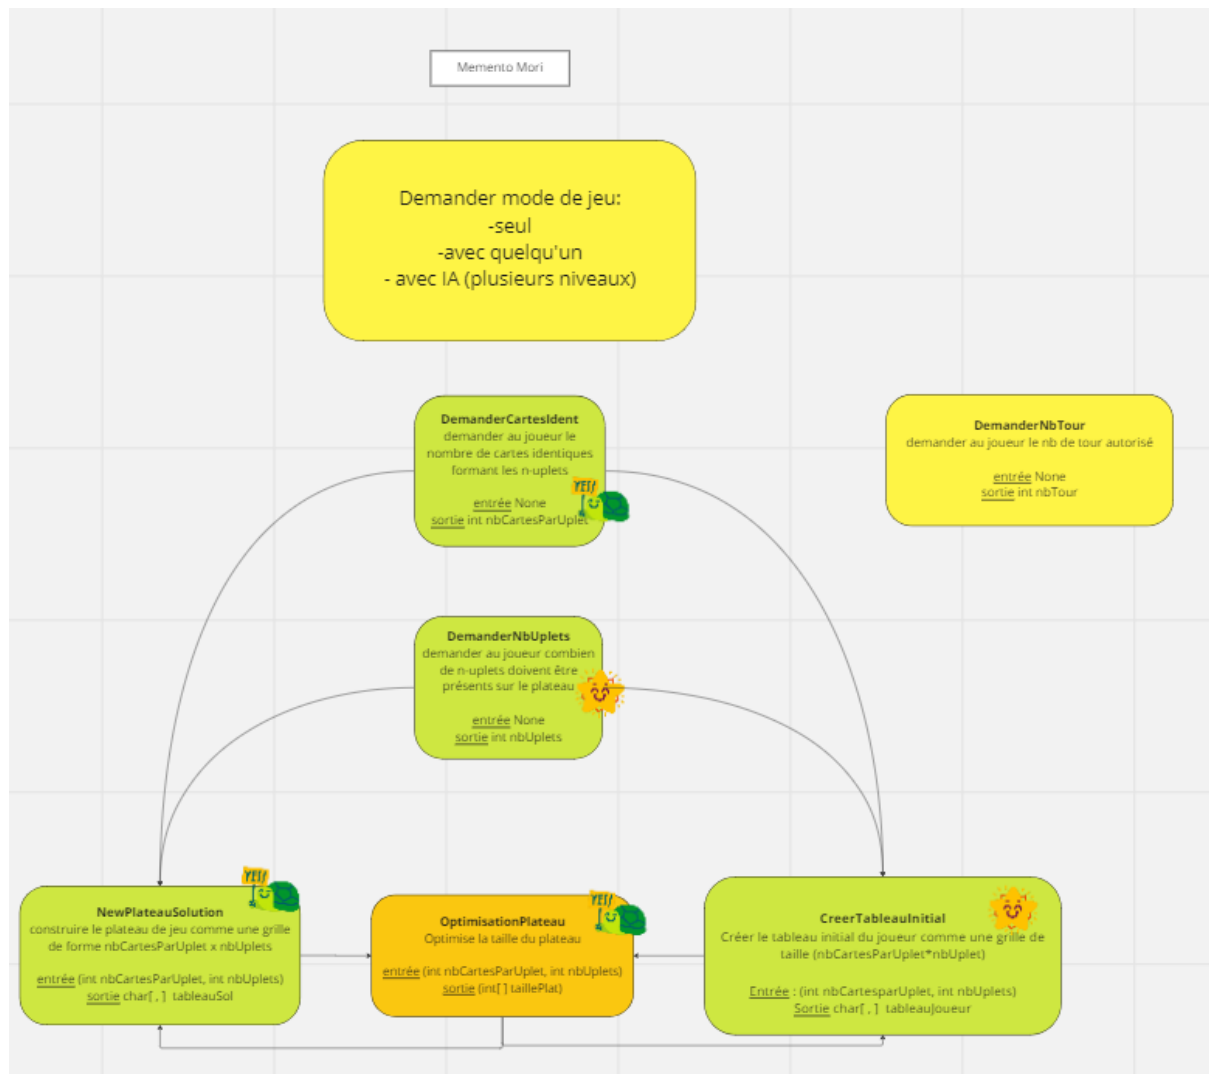 Memento Mori
Demander mode de jeu:
-seul
-avec quelqu'un
- avec IA (plusieurs niveaux)
DemanderCartesIdent
demander au joueur le
nombre de cartes identiques
formant les n-uplets
entrée None
sortie int nbCartesParUplet
YES!
DemanderNbTour
demander au joueur le nb de tour autorisé
entrée None
sortie int nbTour
DemanderNbUplets
demander au joueur combien
de n-uplets doivent être
présents sur le plateau
entrée None
sortie int nbUplets
YES!
NewPlateauSolution
construire le plateau de jeu comme une grille
de forme nbCartesParUplet x nbUplets
entrée (int nbCartesParUplet, int nbUplets)
sortie char[ , ] tableauSol
YES!
OptimisationPlateau
Optimise la taille du plateau
entrée (int nbCartesParUplet, int nbUplets)
sortie (int[ ] taillePlat)
CreerTableauInitial
Créer le tableau initial du joueur comme une grille de
taille (nbCartesParUplet*nbUplet)
Entrée : (int nbCartesparUplet, int nbUplets)
Sortie char[ , ] tableauJoueur